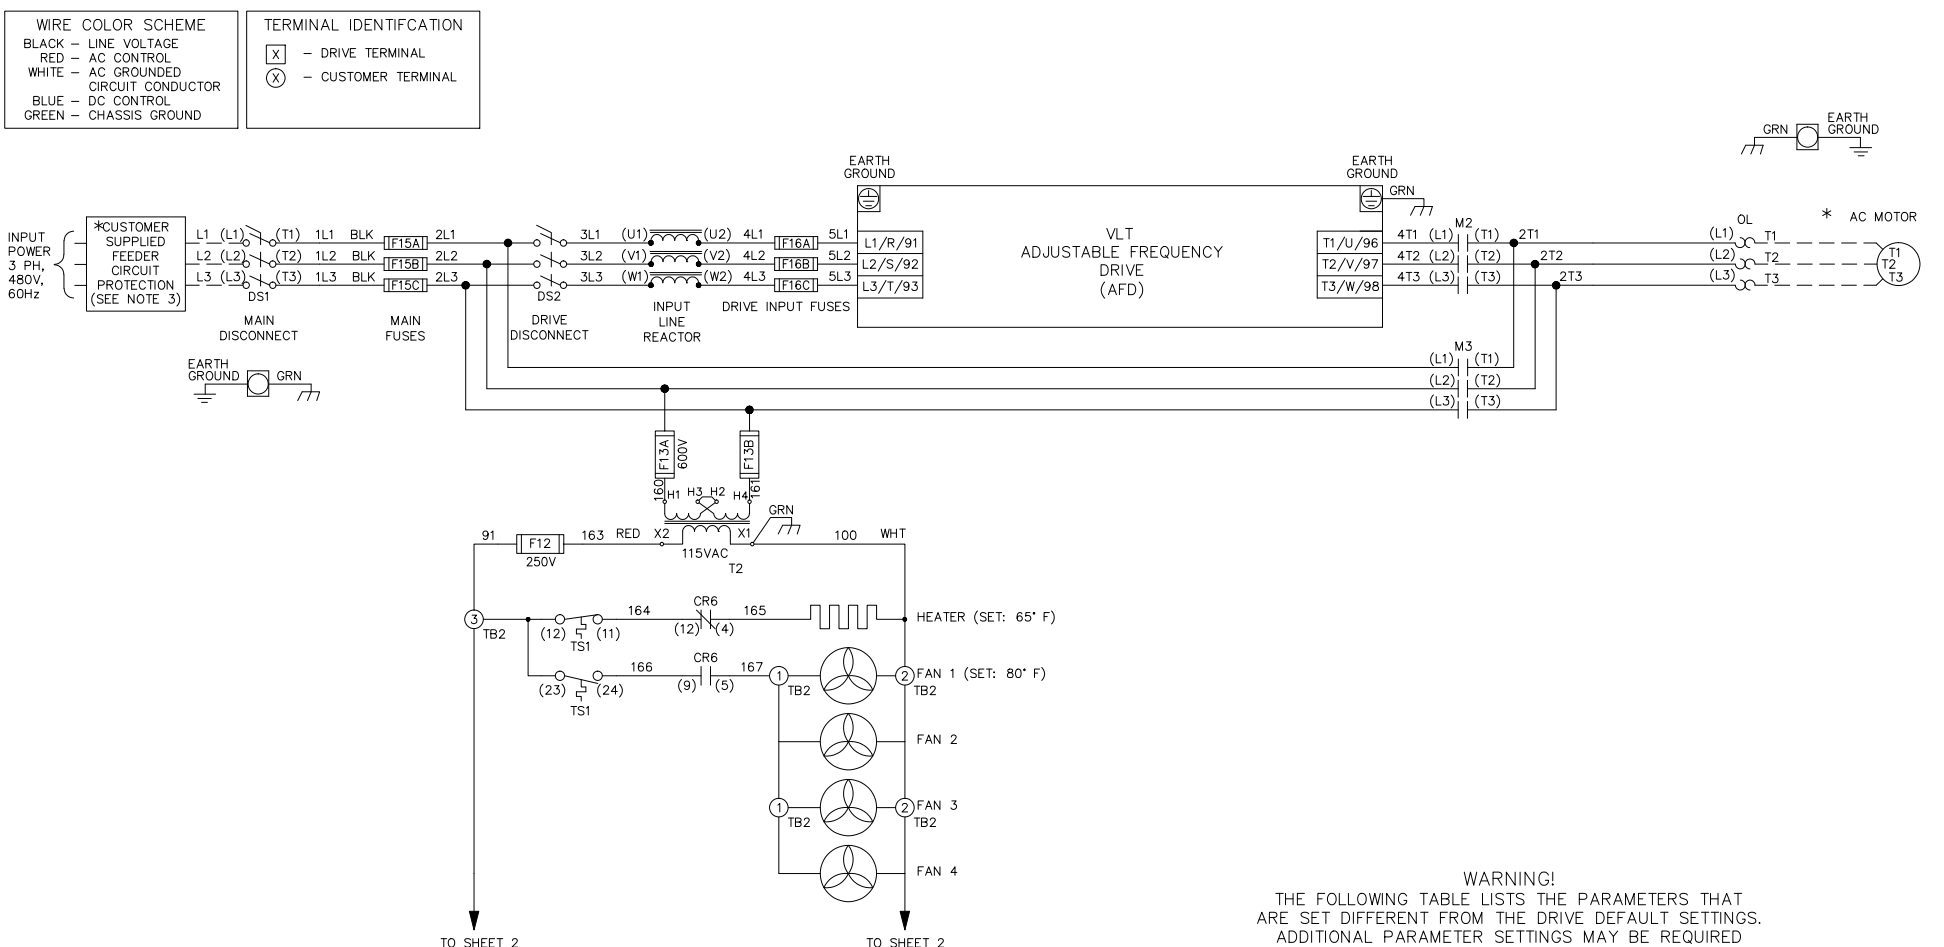 WIRE COLOR SCHEME
BLACK – LINE VOLTAGE
RED – AC CONTROL
WHITE – AC GROUNDED
CIRCUIT CONDUCTOR
BLUE – DC CONTROL
GREEN – CHASSIS GROUND
TERMINAL IDENTIFCATION
X – DRIVE TERMINAL
X – CUSTOMER TERMINAL
INPUT
POWER
3 PH,
480V,
60Hz
*CUSTOMER
SUPPLIED
FEEDER
CIRCUIT
PROTECTION
(SEE NOTE 3)
L1 (L1) (T1) 1L1 BLK F15A 2L1
L2 (L2) (T2) 1L2 BLK F15B 2L2
L3 (L3) (T3) 1L3 BLK F15C 2L3
DS1
MAIN
DISCONNECT
MAIN
FUSES
3L1 (U1) (U2) 4L1 F16A 5L1
3L2 (V1) (V2) 4L2 F16B 5L2
3L3 (W1) (W2) 4L3 F16C 5L3
DS2
DRIVE
DISCONNECT
INPUT
LINE
REACTOR
DRIVE INPUT FUSES
EARTH
GROUND
L1/R/91
L2/S/92
L3/T/93
VLT
ADJUSTABLE FREQUENCY
DRIVE
(AFD)
EARTH
GROUND
GRN
T1/U/96
T2/V/97
T3/W/98
M2
4T1 (L1) (T1) 2T1
4T2 (L2) (T2) 2T2
4T3 (L3) (T3) 2T3
GRN
EARTH
GROUND
OL
(L1) T1
(L2) T2
(L3) T3
* AC MOTOR
T1
T2
T3
EARTH
GROUND
GRN
M3
(L1) (T1)
(L2) (T2)
(L3) (T3)
F13A
600V
F13B
160
161
H1 H3 H2 H4
GRN
91 F12 163 RED X2 X1 100 WHT
250V
115VAC
T2
3
TB2
(12) (11)
TS1
164
CR6
(12) (4)
165
HEATER (SET: 65° F)
(23) (24)
TS1
166
CR6
(9) (5)
167
1
TB2
2
TB2
FAN 1 (SET: 80° F)
FAN 2
1
TB2
2
TB2
FAN 3
FAN 4
TO SHEET 2
TO SHEET 2
WARNING!
THE FOLLOWING TABLE LISTS THE PARAMETERS THAT
ARE SET DIFFERENT FROM THE DRIVE DEFAULT SETTINGS.
ADDITIONAL PARAMETER SETTINGS MAY BE REQUIRED